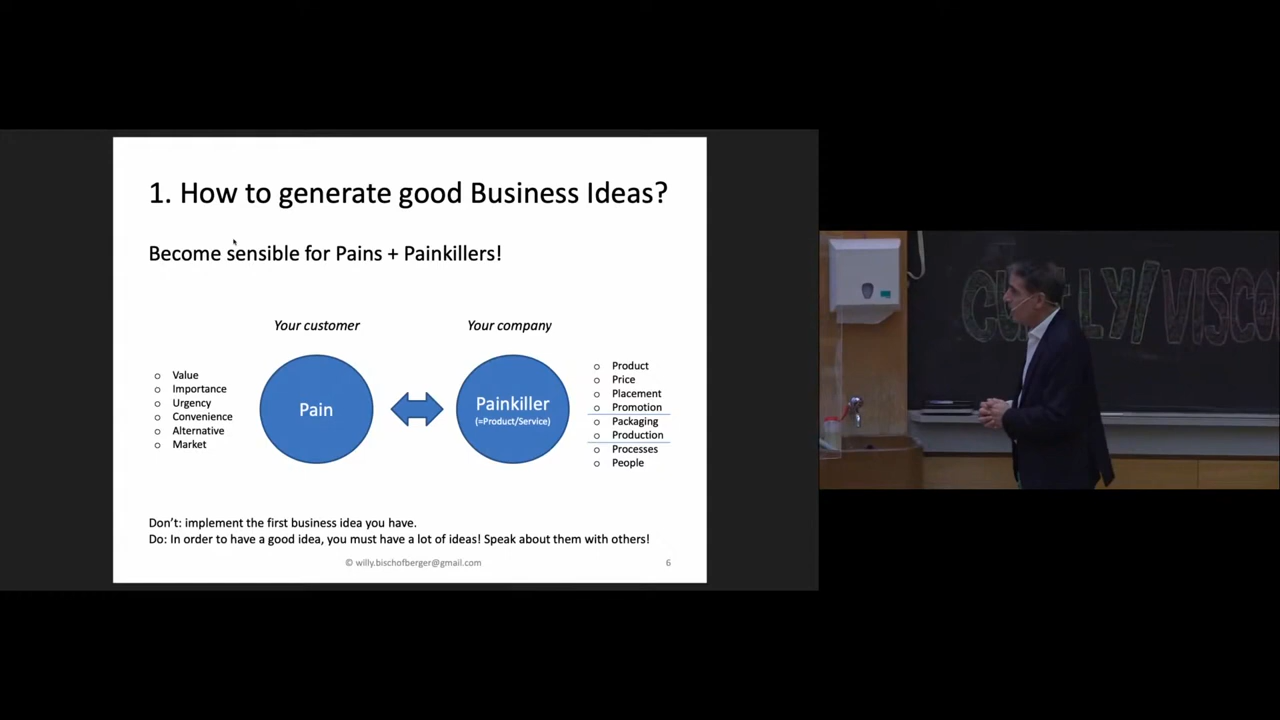 1. How to generate good Business Ideas?
Become sensible for Pains + Painkillers!
Your customer
Your company
o Value
o Importance
o Urgency
o Convenience
o Alternative
o Market
Pain
Painkiller
(=Product/Service)
o Product
o Price
o Placement
o Promotion
o Packaging
o Production
o Processes
o People
Don't: implement the first business idea you have.
Do: In order to have a good idea, you must have a lot of ideas! Speak about them with others!
© willy.bischofberger@gmail.com
6